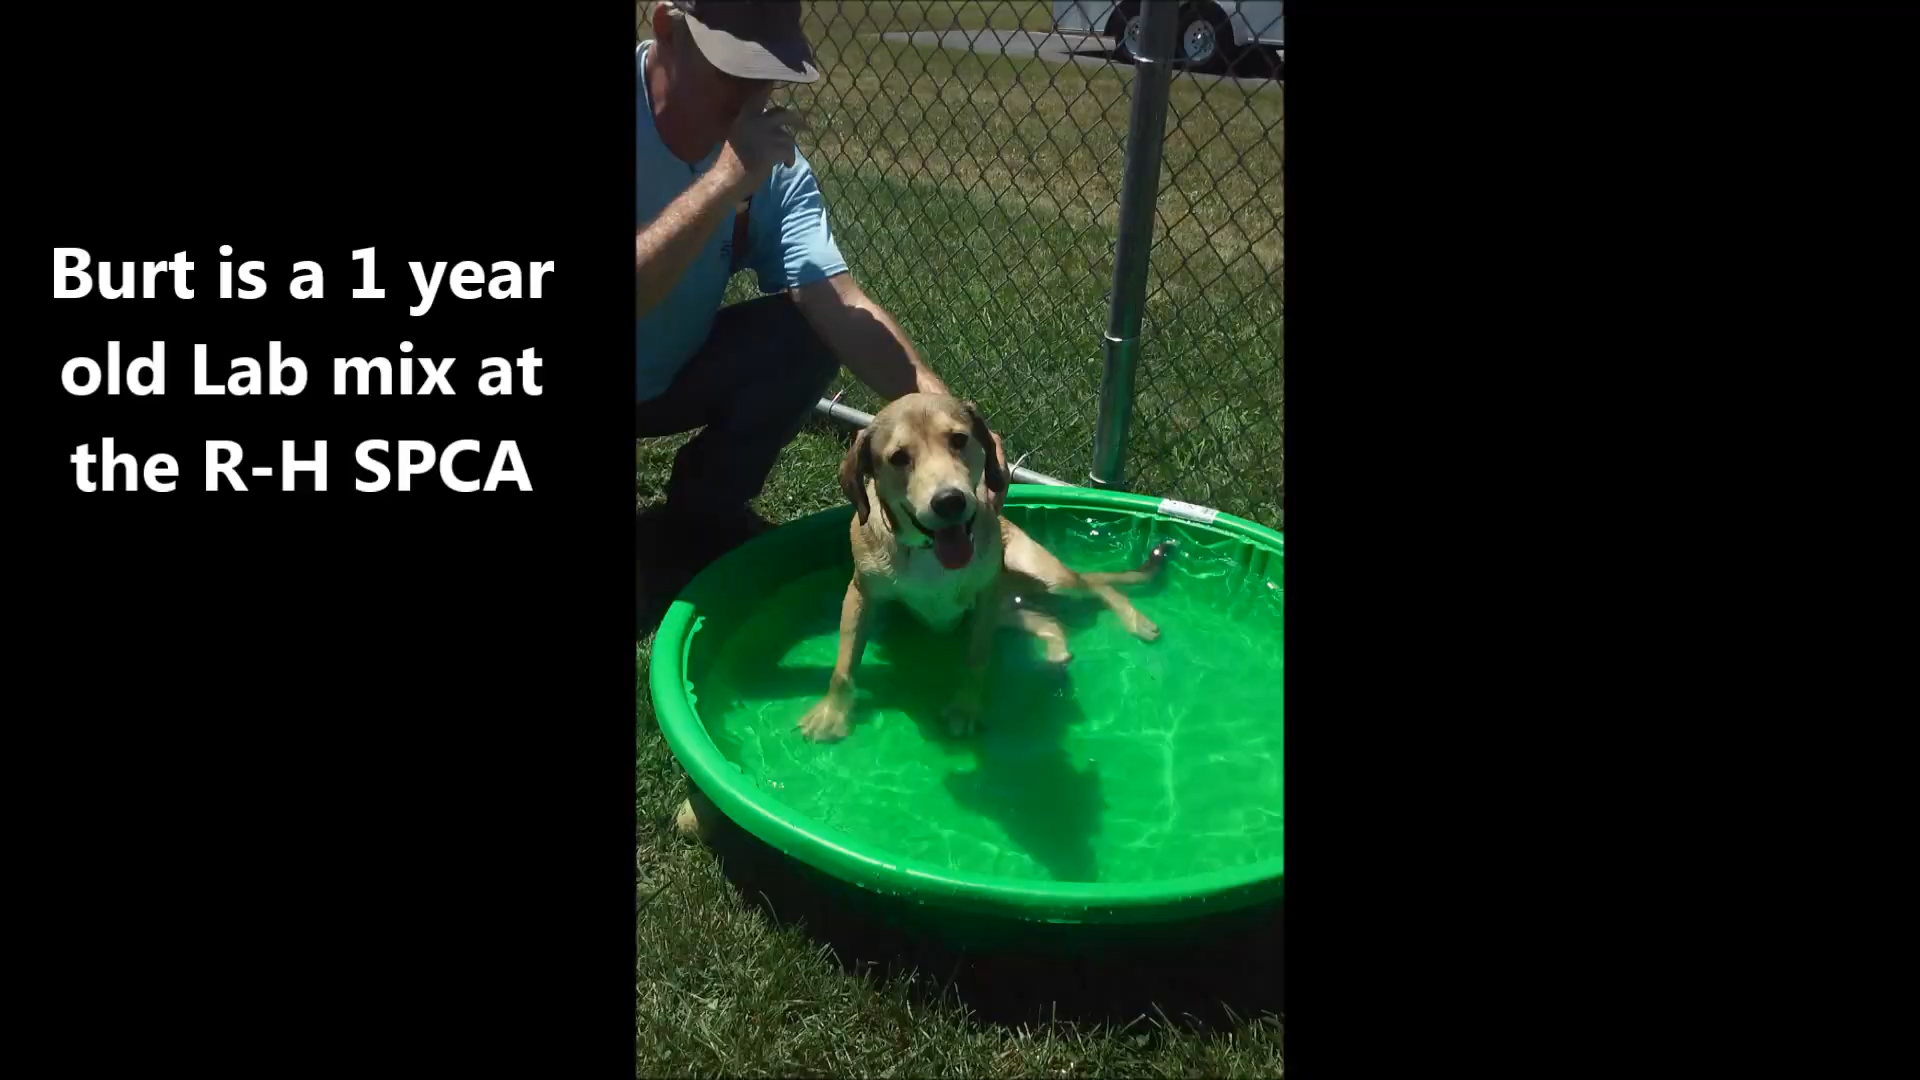 Burt is a 1 year
old Lab mix at
the R-H SPCA